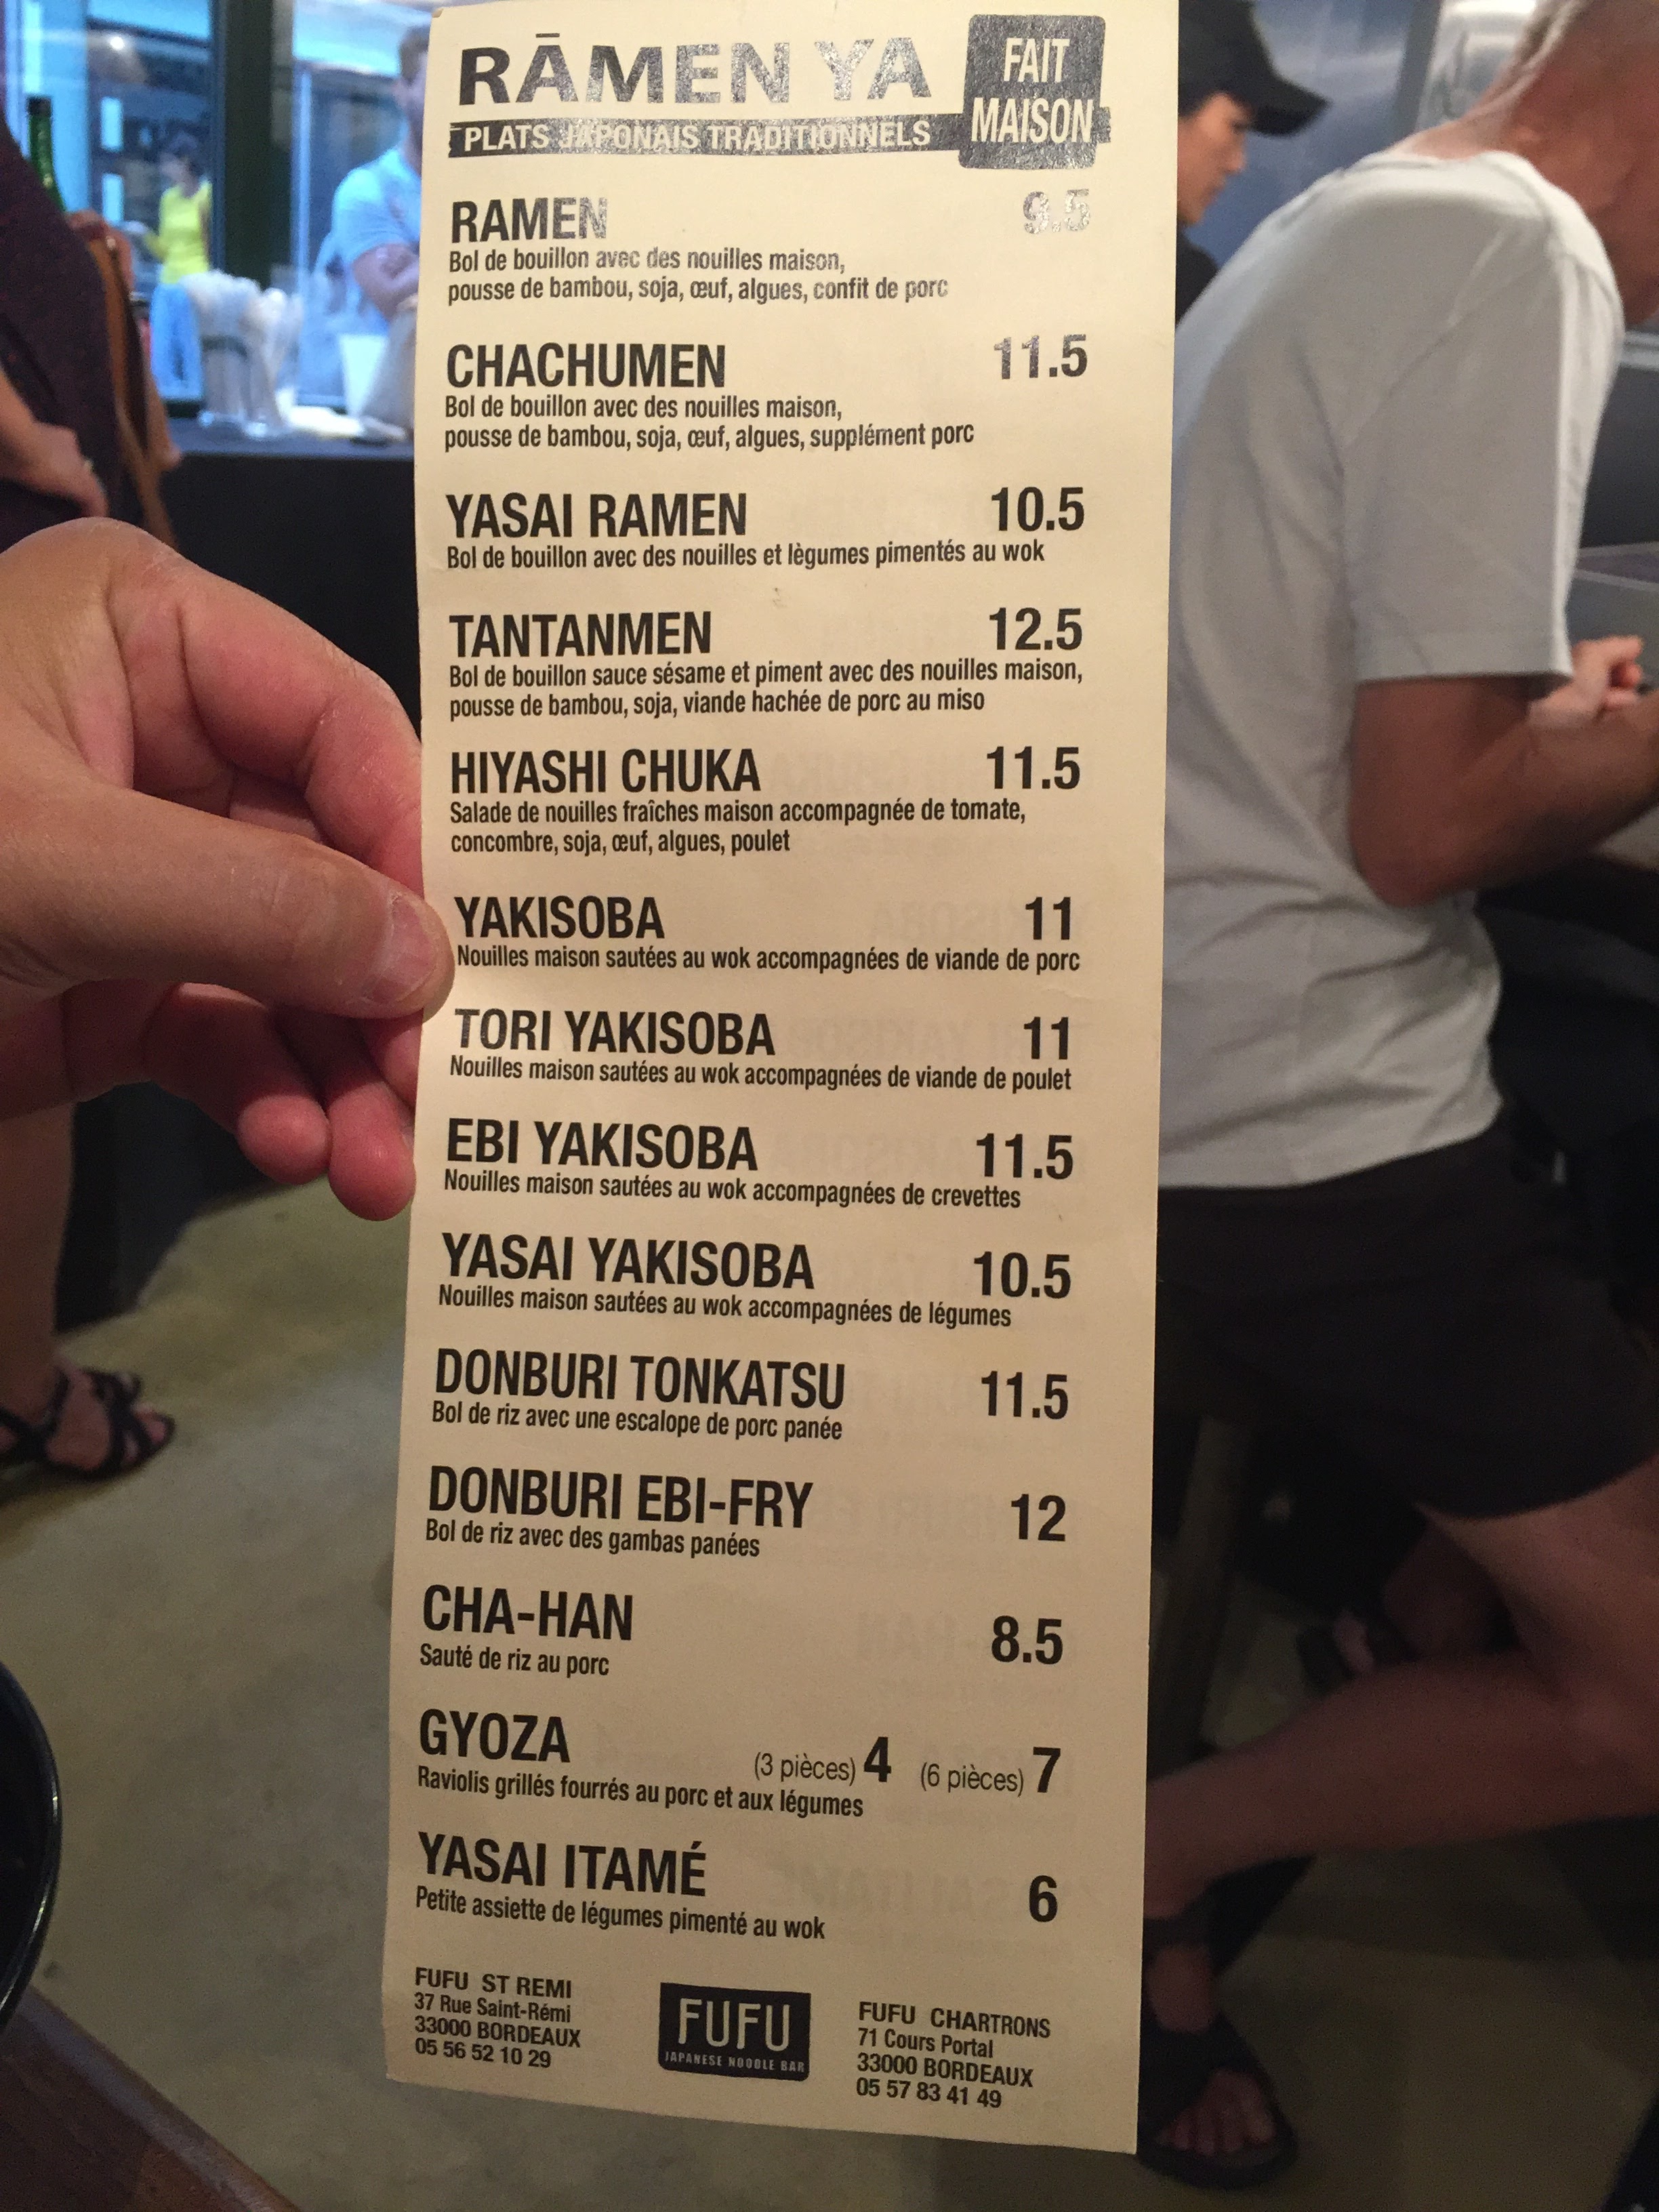 RĀMEN YA
FAIT
MAISON
PLATS JAPONAIS TRADITIONNELS
RAMEN 9.5
Bol de bouillon avec des nouilles maison,
pousse de bambou, soja, œuf, algues, confit de porc
CHACHUMEN 11.5
Bol de bouillon avec des nouilles maison,
pousse de bambou, soja, œuf, algues, supplément porc
YASAI RAMEN 10.5
Bol de bouillon avec des nouilles et lègumes pimentés au wok
TANTANMEN 12.5
Bol de bouillon sauce sésame et piment avec des nouilles maison,
pousse de bambou, soja, viande hachée de porc au miso
HIYASHI CHUKA 11.5
Salade de nouilles fraîches maison accompagnée de tomate,
concombre, soja, œuf, algues, poulet
YAKISOBA 11
Nouilles maison sautées au wok accompagnées de viande de porc
TORI YAKISOBA 11
Nouilles maison sautées au wok accompagnées de viande de poulet
EBI YAKISOBA 11.5
Nouilles maison sautées au wok accompagnées de crevettes
YASAI YAKISOBA 10.5
Nouilles maison sautées au wok accompagnées de légumes
DONBURI TONKATSU 11.5
Bol de riz avec une escalope de porc panée
DONBURI EBI-FRY 12
Bol de riz avec des gambas panées
CHA-HAN 8.5
Sauté de riz au porc
GYOZA (3 pièces) 4 (6 pièces) 7
Raviolis grillés fourrés au porc et aux légumes
YASAI ITAMÉ 6
Petite assiette de légumes pimenté au wok
FUFU ST REMI
37 Rue Saint-Rémi
33000 BORDEAUX
05 56 52 10 29
FUFU
JAPANESE NOODLE BAR
FUFU CHARTRONS
71 Cours Portal
33000 BORDEAUX
05 57 83 41 49